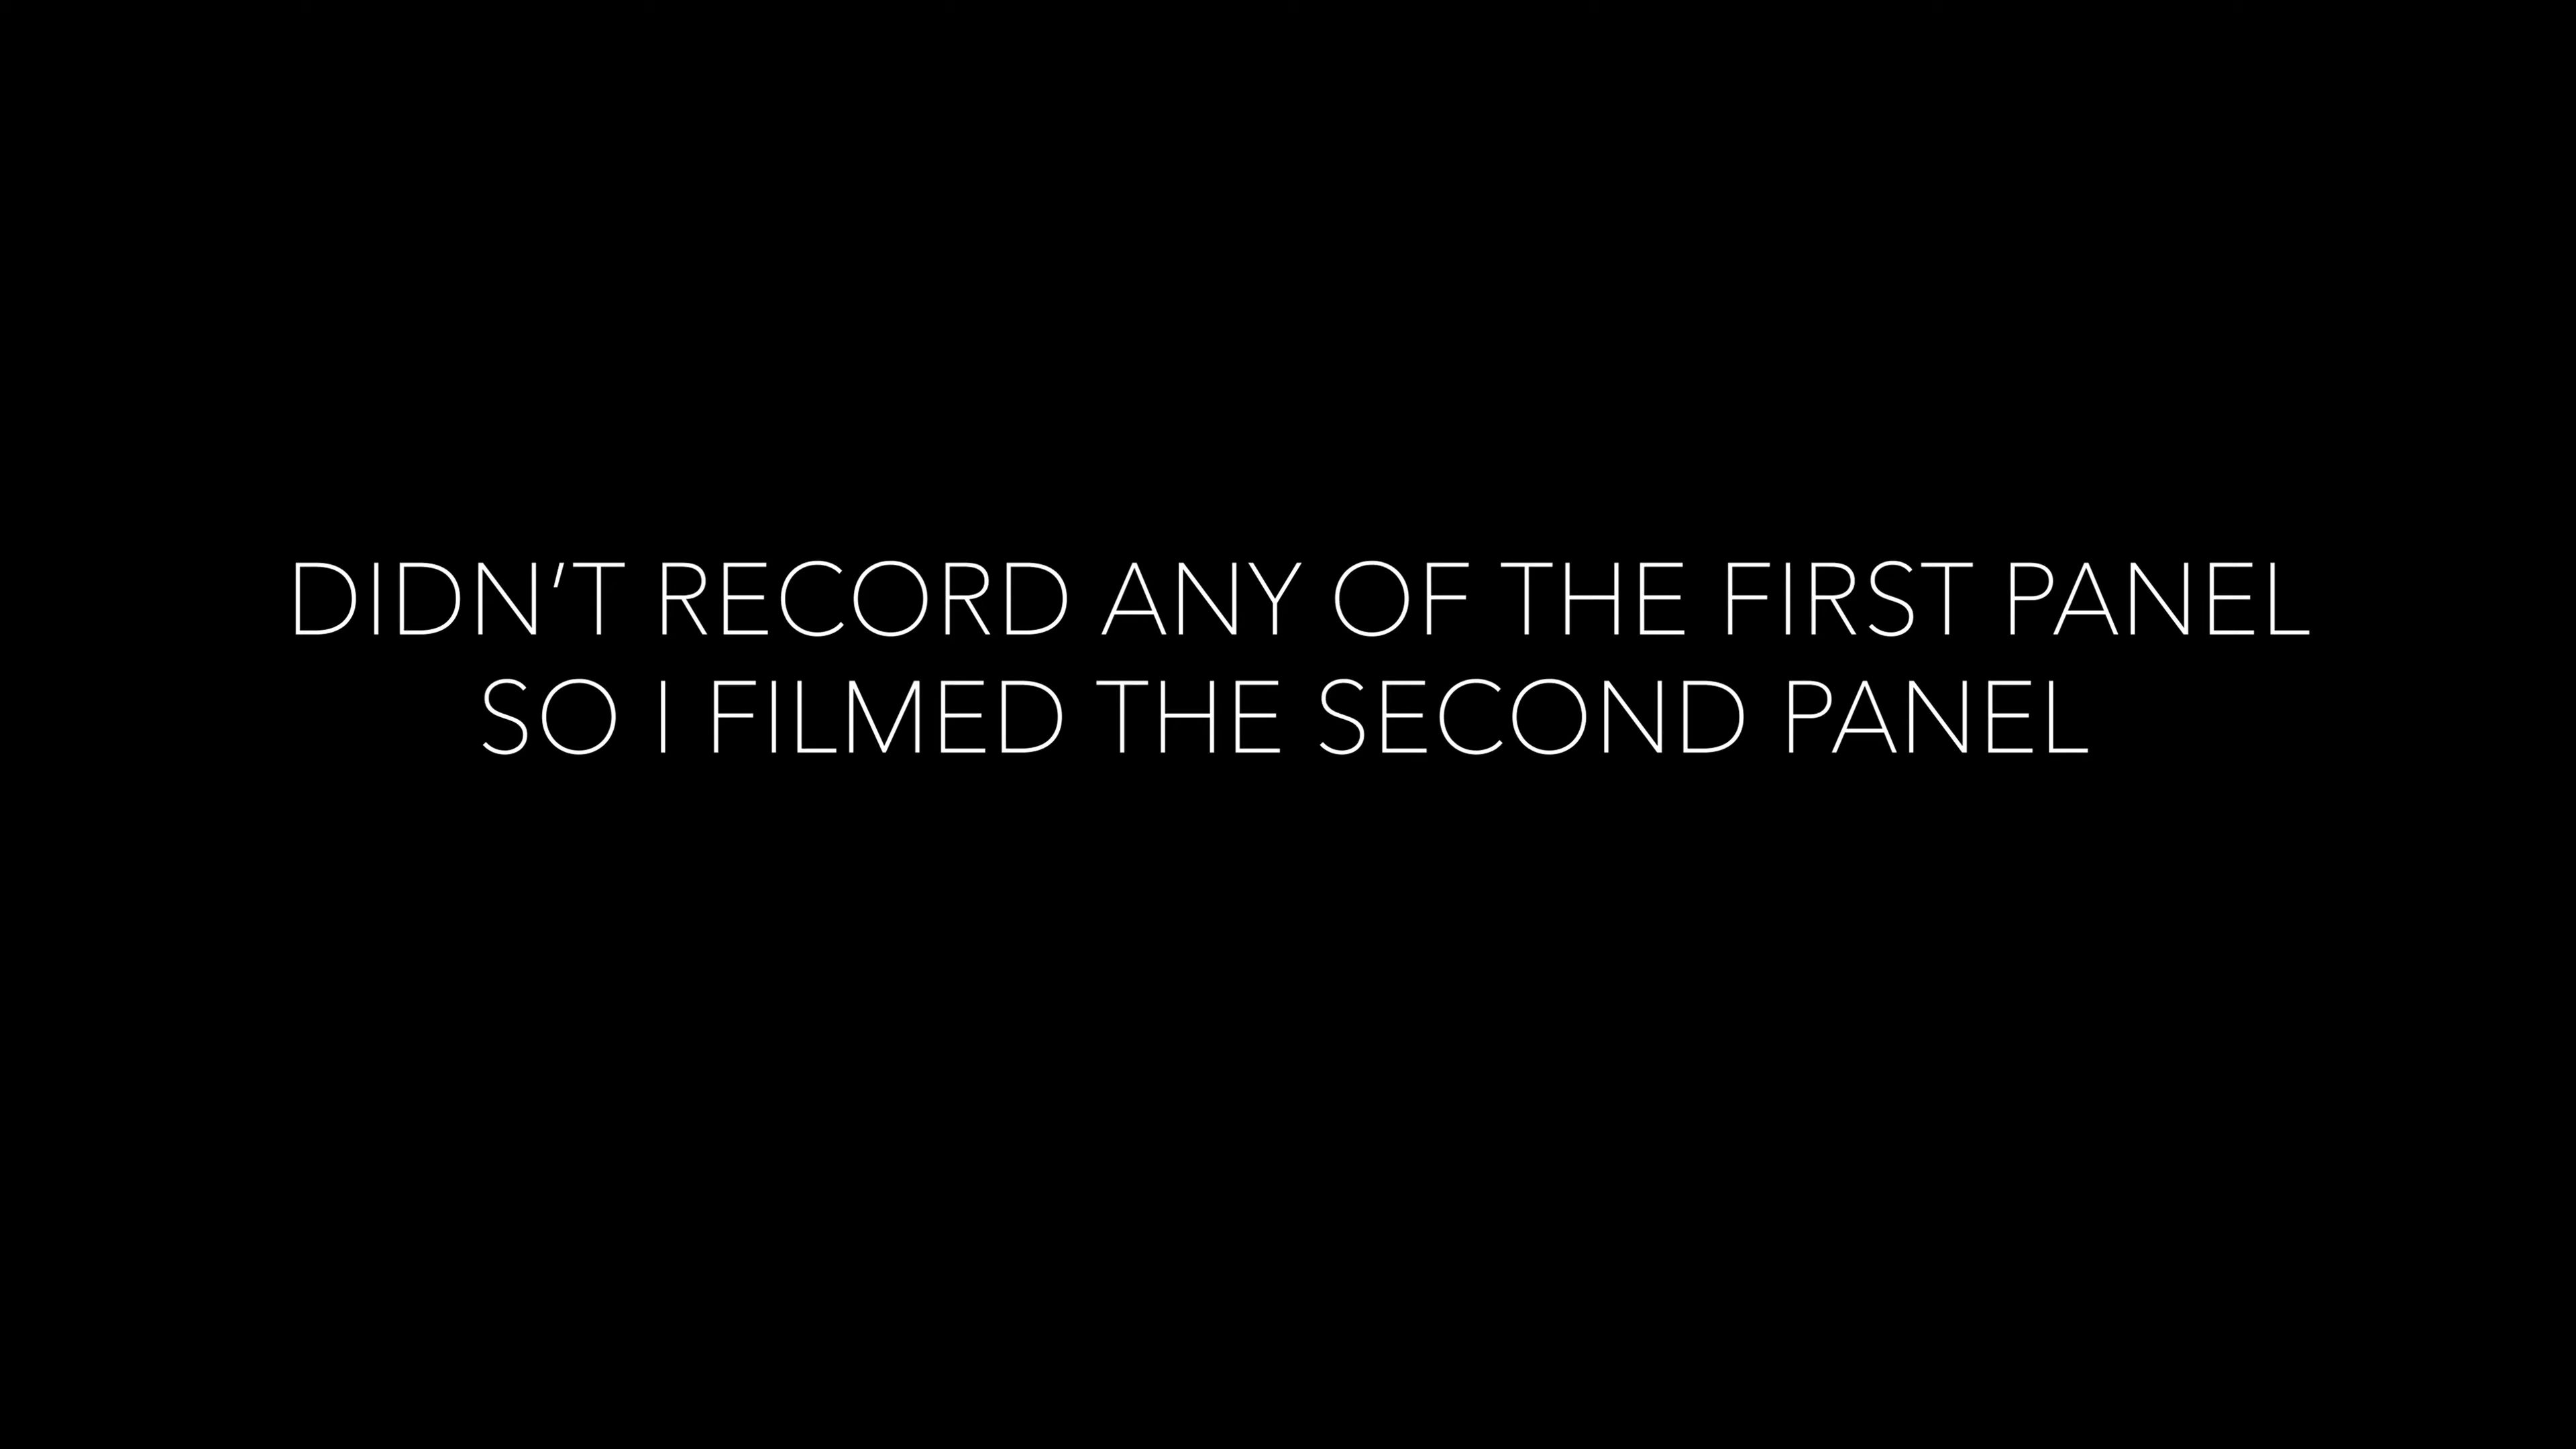 DIDN’T RECORD ANY OF THE FIRST PANEL
SO I FILMED THE SECOND PANEL